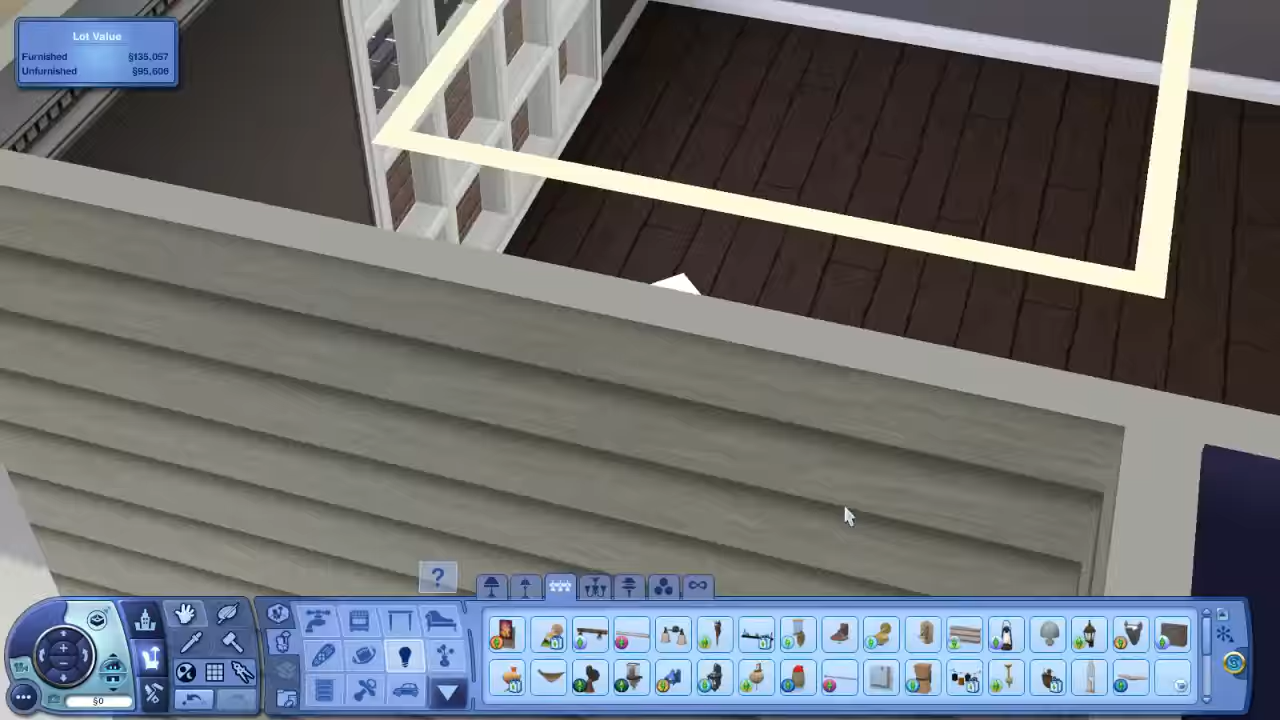 Lot Value
Furnished §135,057
Unfurnished §95,606
?
§0